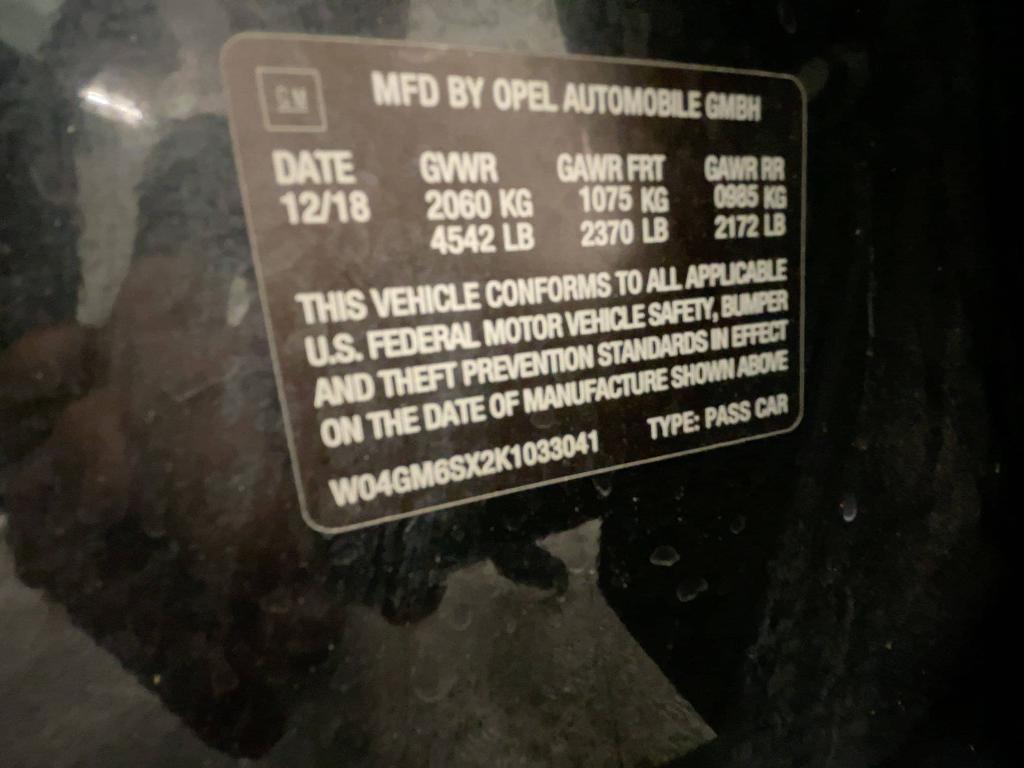 GM
MFD BY OPEL AUTOMOBILE GMBH
DATE GVWR GAWR FRT GAWR RR
12/18 2060 KG 1075 KG 0985 KG
4542 LB 2370 LB 2172 LB
THIS VEHICLE CONFORMS TO ALL APPLICABLE
U.S. FEDERAL MOTOR VEHICLE SAFETY, BUMPER
AND THEFT PREVENTION STANDARDS IN EFFECT
ON THE DATE OF MANUFACTURE SHOWN ABOVE
W04GM6SX2K1033041 TYPE: PASS CAR